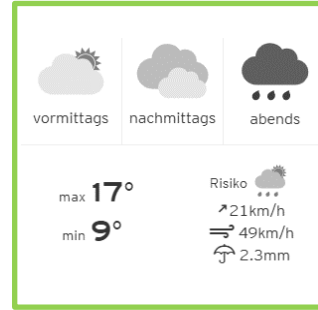 vormittags
nachmittags
abends
max 17°
min 9°
Risiko
21km/h
49km/h
2.3mm